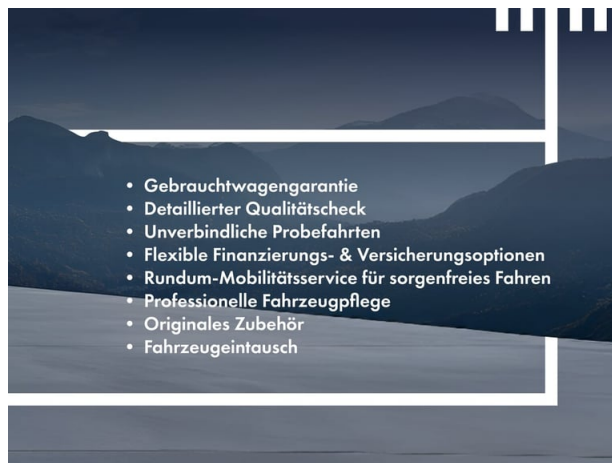 • Gebrauchtwagengarantie
• Detaillierter Qualitätscheck
• Unverbindliche Probefahrten
• Flexible Finanzierungs- & Versicherungsoptionen
• Rundum-Mobilitätsservice für sorgenfreies Fahren
• Professionelle Fahrzeugpflege
• Originales Zubehör
• Fahrzeugeintausch